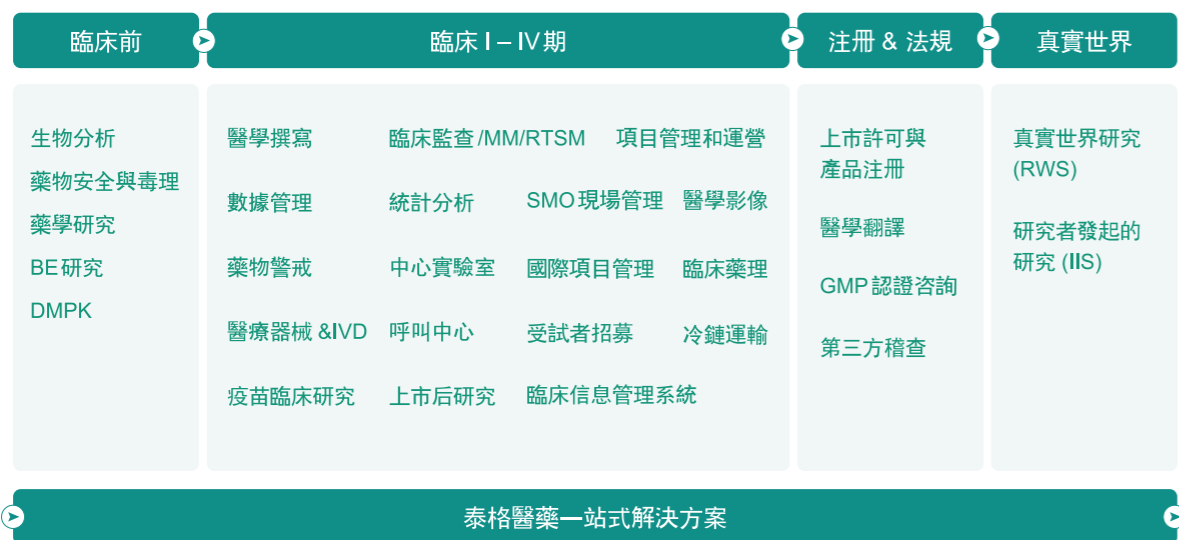 臨床前
臨床 I – IV 期
注冊 & 法規
真實世界
生物分析
藥物安全與毒理
藥學研究
BE研究
DMPK
醫學撰寫 臨床監查/MM/RTSM 項目管理和運營
數據管理 統計分析 SMO現場管理 醫學影像
藥物警戒 中心實驗室 國際項目管理 臨床藥理
醫療器械 &IVD 呼叫中心 受試者招募 冷鏈運輸
疫苗臨床研究 上市后研究 臨床信息管理系統
上市許可與
產品注冊
醫學翻譯
GMP認證咨詢
第三方稽查
真實世界研究
(RWS)
研究者發起的
研究 (IIS)
泰格醫藥一站式解決方案